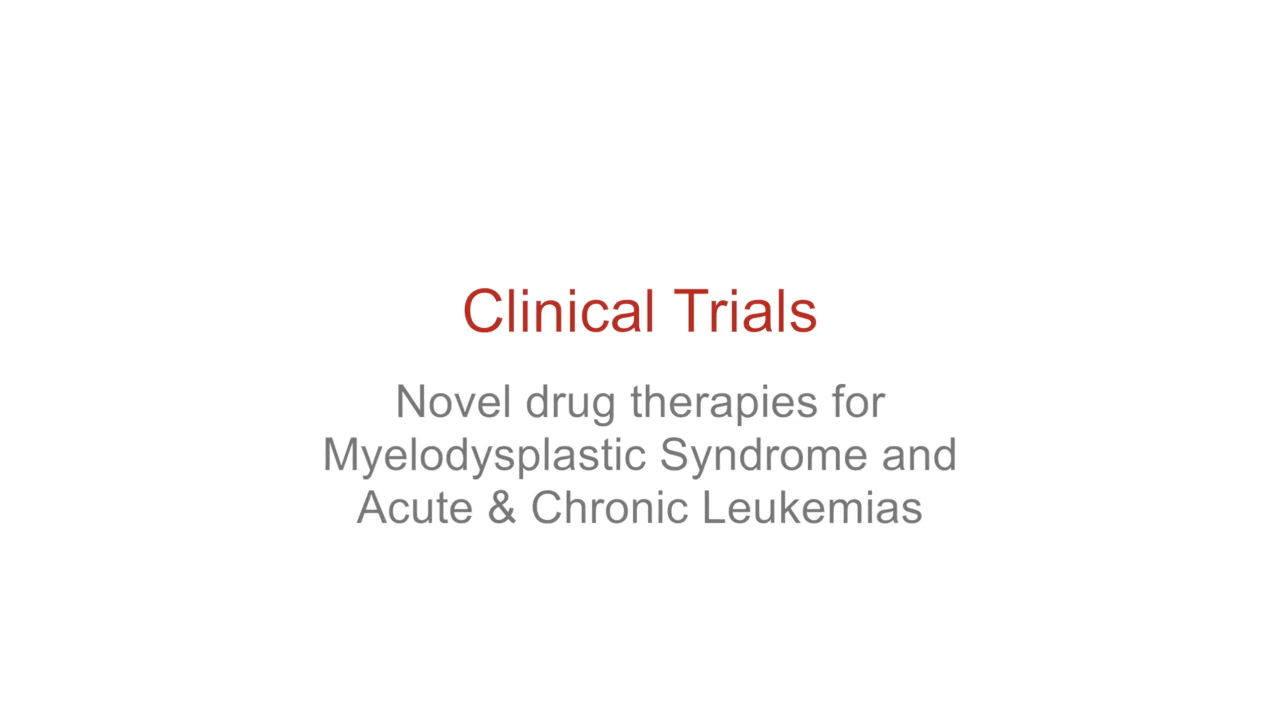 Clinical Trials
Novel drug therapies for
Myelodysplastic Syndrome and
Acute & Chronic Leukemias